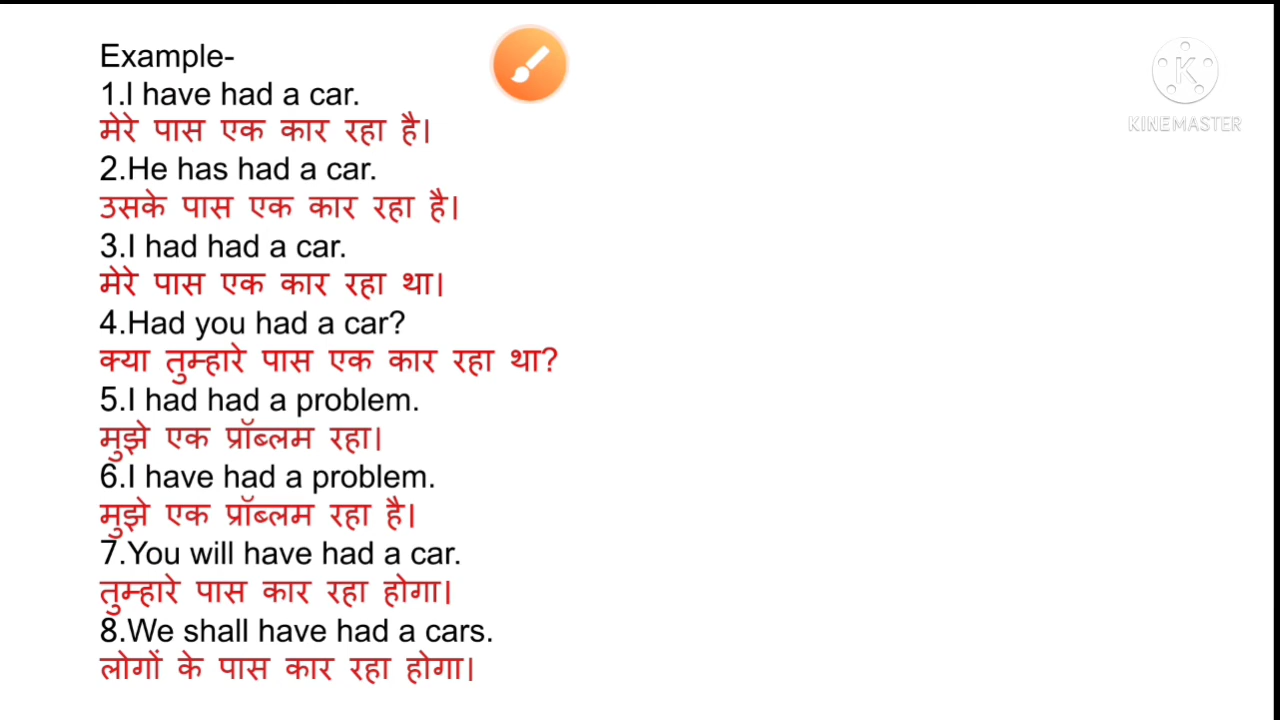 Example-
1.I have had a car.
मेरे पास एक कार रहा है।
2.He has had a car.
उसके पास एक कार रहा है।
3.I had had a car.
मेरे पास एक कार रहा था।
4.Had you had a car?
क्या तुम्हारे पास एक कार रहा था?
5.I had had a problem.
मुझे एक प्रॉब्लम रहा।
6.I have had a problem.
मुझे एक प्रॉब्लम रहा है।
7.You will have had a car.
तुम्हारे पास कार रहा होगा।
8.We shall have had a cars.
लोगों के पास कार रहा होगा।
K
KINEMASTER